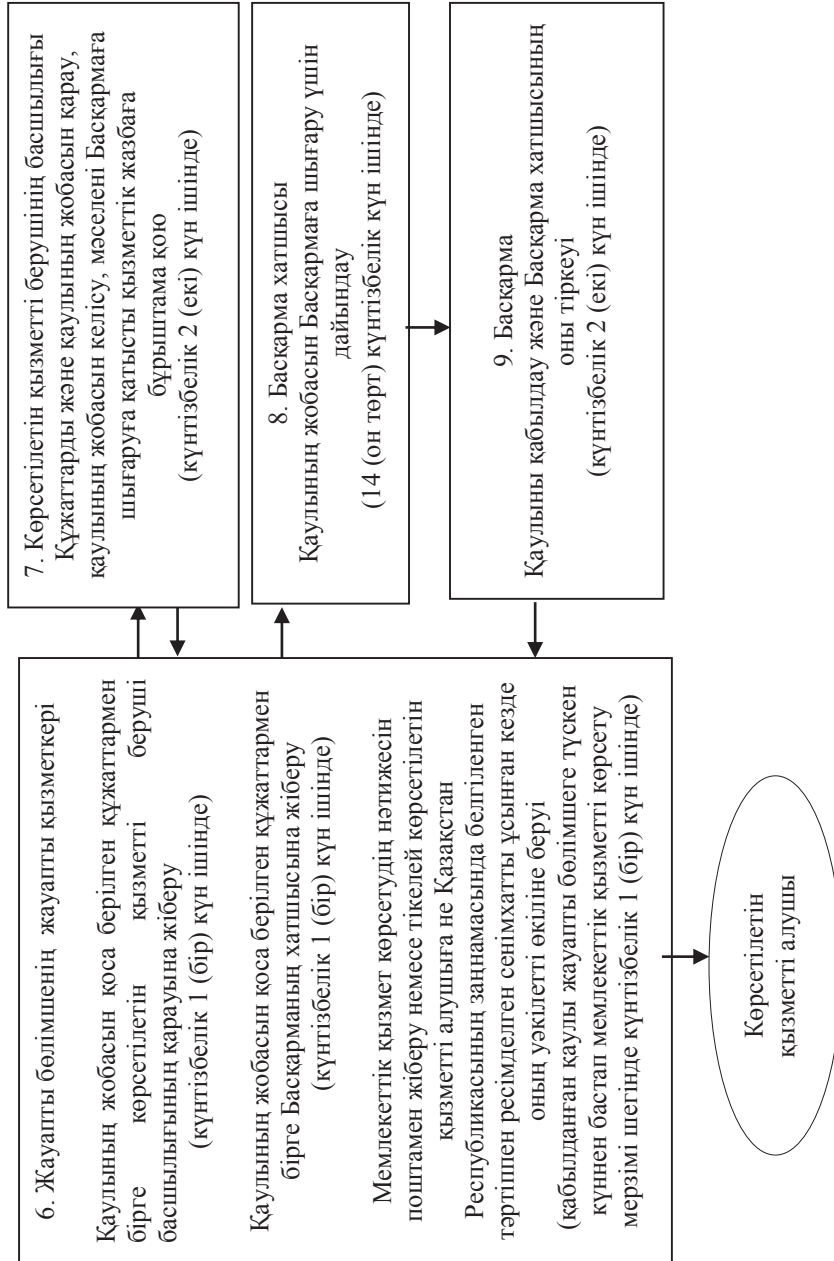 6. Жауапты бөлімшенің жауапты қызметкері
Қаулының жобасын қоса берілген құжаттармен
бірге көрсетілетін қызметті беруші
басшылығының қарауына жіберу
(күнтізбелік 1 (бір) күн ішінде)
Қаулының жобасын қоса беріліген құжаттармен
бірге Басқарманың хатшысына жіберу
(күнтізбелік 1 (бір) күн ішінде)
Мемлекеттік қызмет көрсетудің нәтижесін
поштамен жіберу немесе тікелей көрсетілетін
қызметті алушыға не Қазақстан
Республикасының заңнамасында белгіленген
тәртіппен ресімделген сенімхатты ұсынған кезде
оның уәкілетті өкіліне беруі
(қабылданған қаулы жауапты бөлімшеге түскен
күннен бастап мемлекеттік қызметті көрсету
мерзімі шегінде күнтізбелік 1 (бір) күн ішінде)
7. Көрсетілетін қызметті берушінің басшылығы
Құжаттарды және қаулының жобасын қарау,
қаулының жобасын келісу, мәселені Басқармаға
шығаруға қатысты қызметтік жазбаға
бұрыштама қою
(күнтізбелік 2 (екі) күн ішінде)
8. Басқарма хатшысы
Қаулының жобасын Басқармаға шығару үшін
дайындау
(14 (он төрт) күнтізбелік күн ішінде)
9. Басқарма
Қаулыны қабылдау және Басқарма хатшысының
оны тіркеуі
(күнтізбелік 2 (екі) күн ішінде)
Көрсетілетін
қызметті алушы